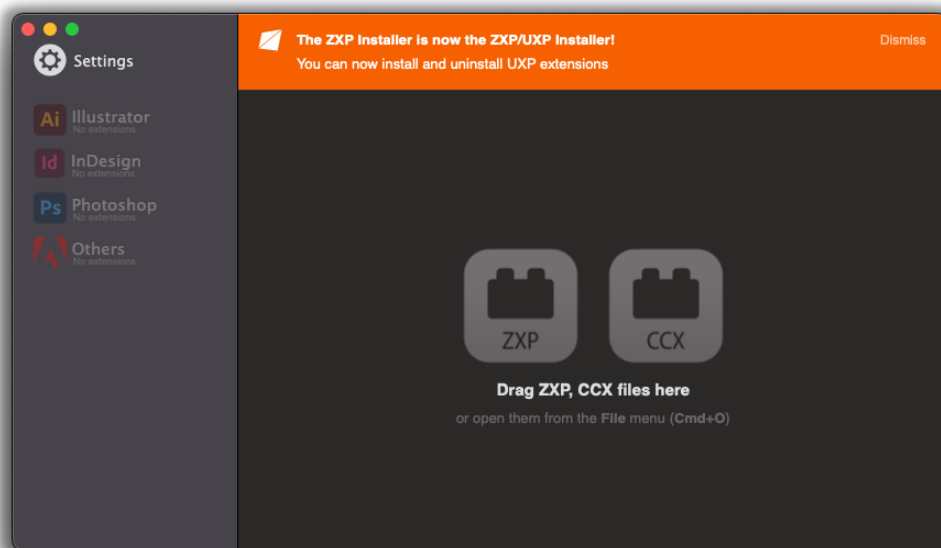 Settings
Ai Illustrator
No extensions
Id InDesign
No extensions
Ps Photoshop
No extensions
Others
No extensions
The ZXP Installer is now the ZXP/UXP Installer!
Dismiss
You can now install and uninstall UXP extensions
ZXP
CCX
Drag ZXP, CCX files here
or open them from the File menu (Cmd+O)